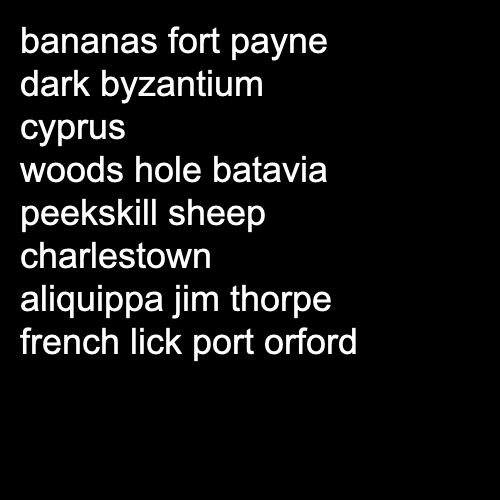 bananas fort payne
dark byzantium
cyprus
woods hole batavia
peekskill sheep
charlestown
aliquippa jim thorpe
french lick port orford